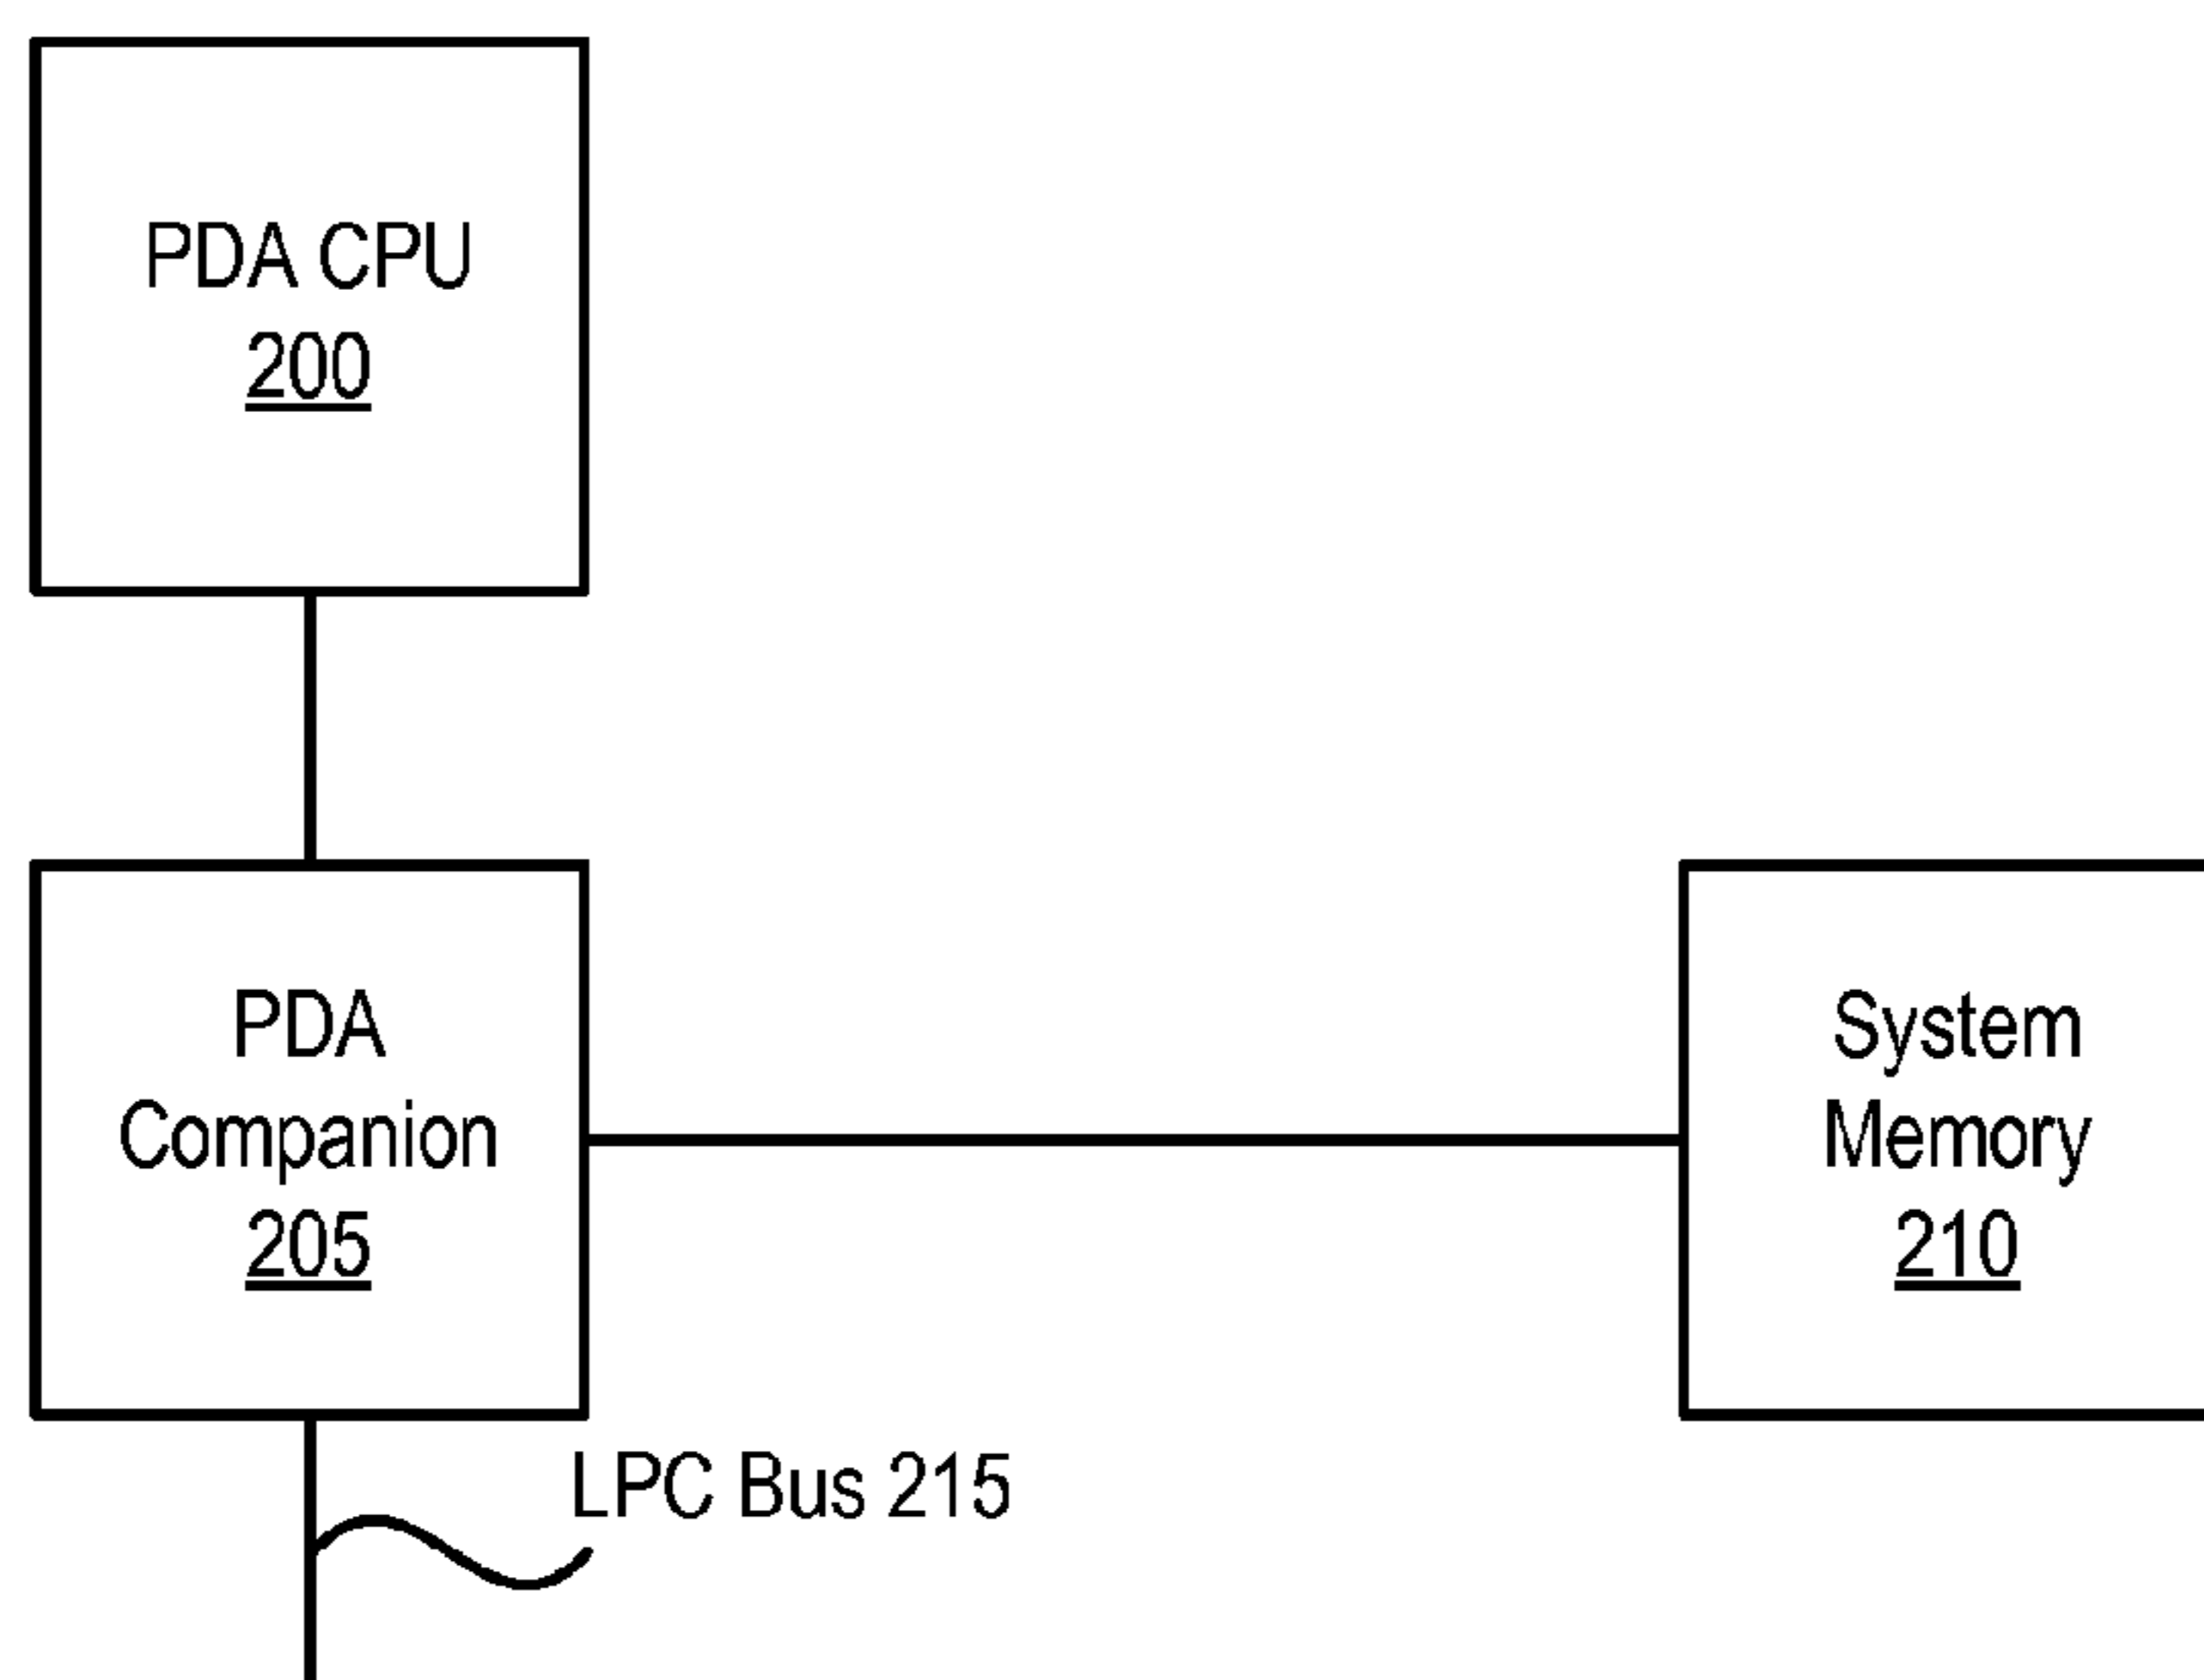 PDA CPU
200
PDA
Companion
205
System
Memory
210
LPC Bus 215